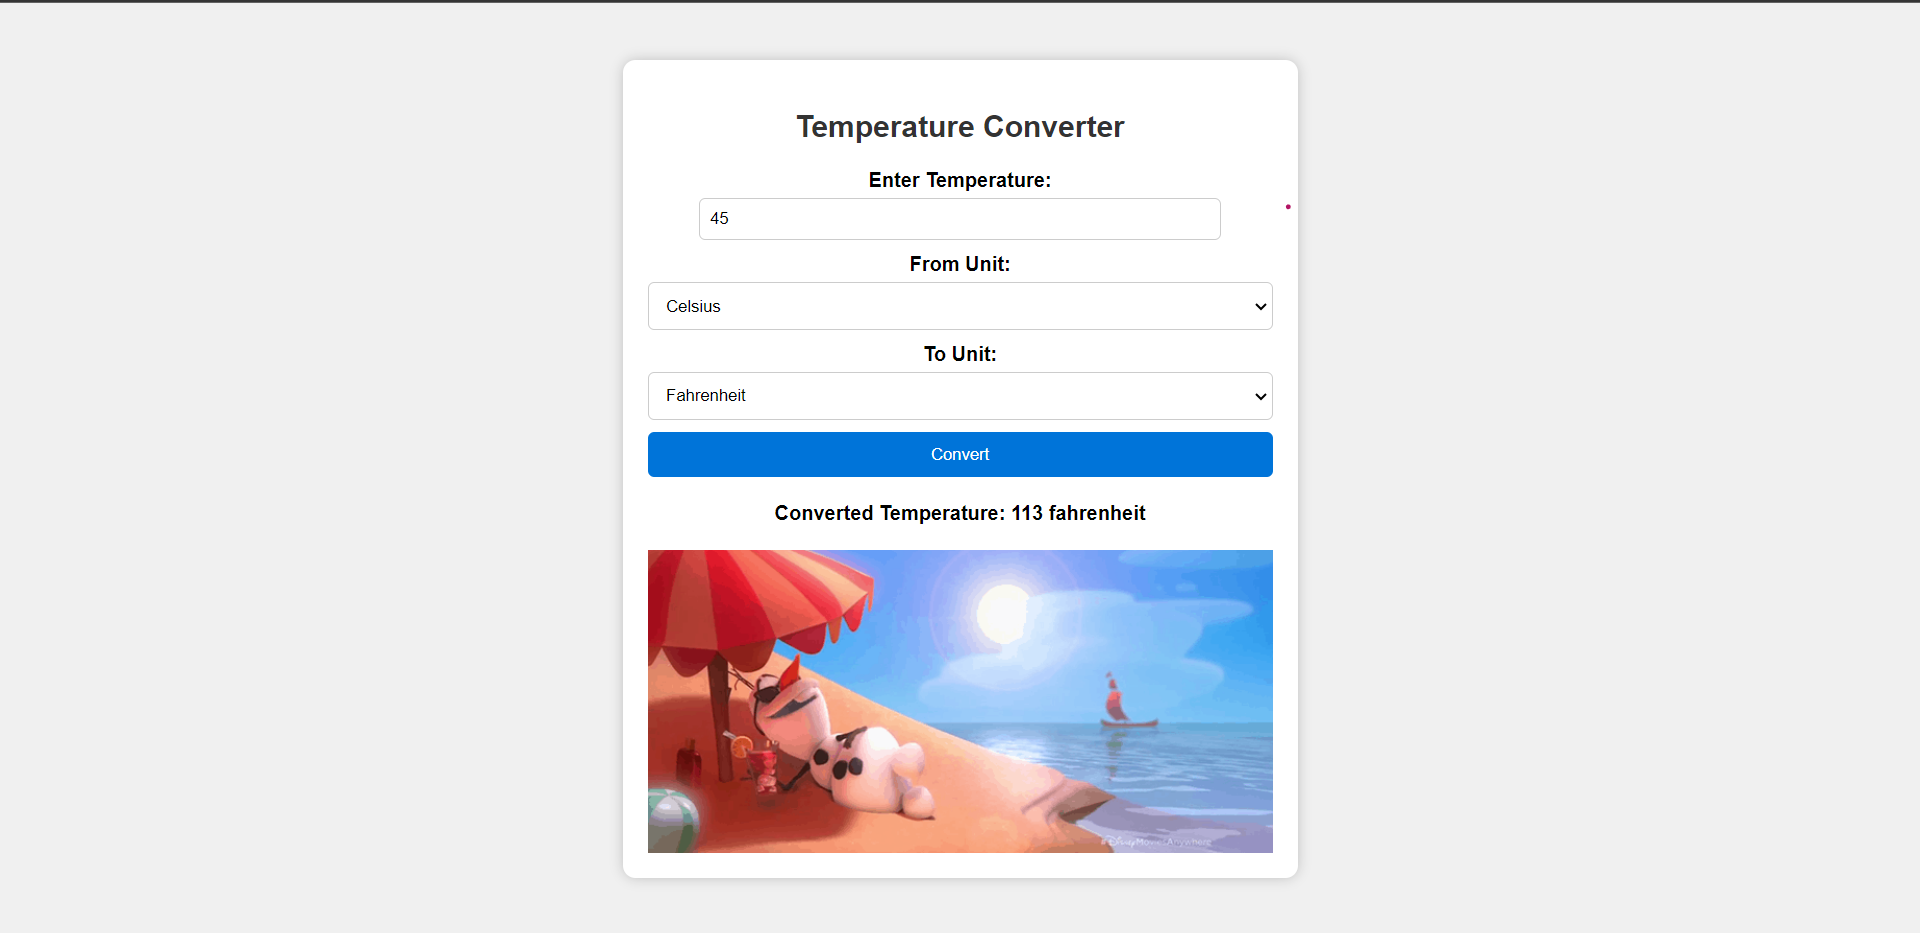 Temperature Converter
Enter Temperature:
45
From Unit:
Celsius
To Unit:
Fahrenheit
Convert
Converted Temperature: 113 fahrenheit
#DisneyMoviesAnywhere